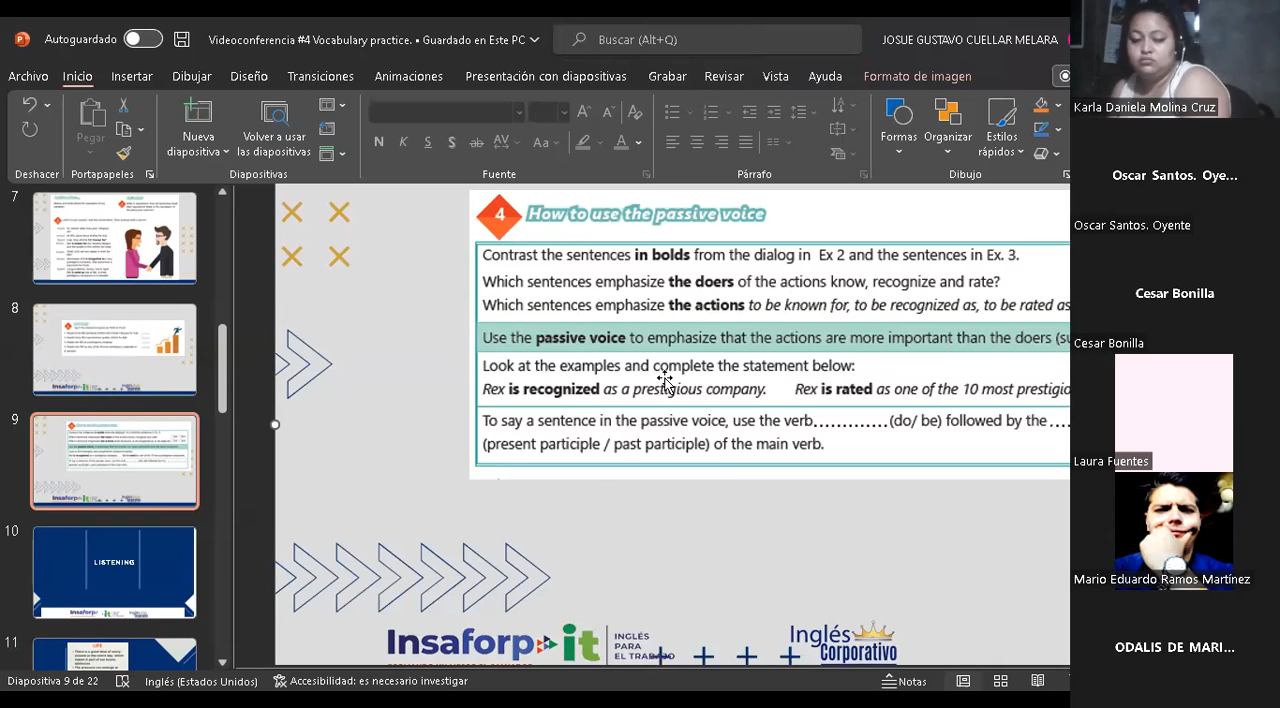 Autoguardado
Videoconferencia #4 Vocabulary practice. • Guardado en Este PC
Buscar (Alt+Q)
JOSUE GUSTAVO CUELLAR MELARA
Archivo Inicio Insertar Dibujar Diseño Transiciones Animaciones Presentación con diapositivas Grabar Revisar Vista Ayuda Formato de imagen
Pegar
Nueva diapositiva
Volver a usar las diapositivas
N K S ab AV Aa A
Formas
Organizar
Estilos rápidos
Deshacer Portapapeles Diapositivas Fuente Párrafo Dibujo
7
8
9
10
LISTENING
11
LIFE
4 How to use the passive voice
Contrast the sentences in bolds from the dialog in Ex 2 and the sentences in Ex. 3.
Which sentences emphasize the doers of the actions know, recognize and rate?
Which sentences emphasize the actions to be known for, to be recognized as, to be rated as
Use the passive voice to emphasize that the actions are more important than the doers (su
Look at the examples and complete the statement below:
Rex is recognized as a prestigious company. Rex is rated as one of the 10 most prestigio
To say a sentence in the passive voice, use the verb............(do/ be) followed by the ....
(present participle / past participle) of the main verb.
Insaforp it
INGLÉS
PARA
EL TRABAJO
Inglés
Corporativo
Diapositiva 9 de 22
Inglés (Estados Unidos)
Accesibilidad: es necesario investigar
Notas
Karla Daniela Molina Cruz
Oscar Santos. Oye...
Oscar Santos. Oyente
Cesar Bonilla
Cesar Bonilla
Laura Fuentes
Mario Eduardo Ramos Martínez
ODALIS DE MARI...